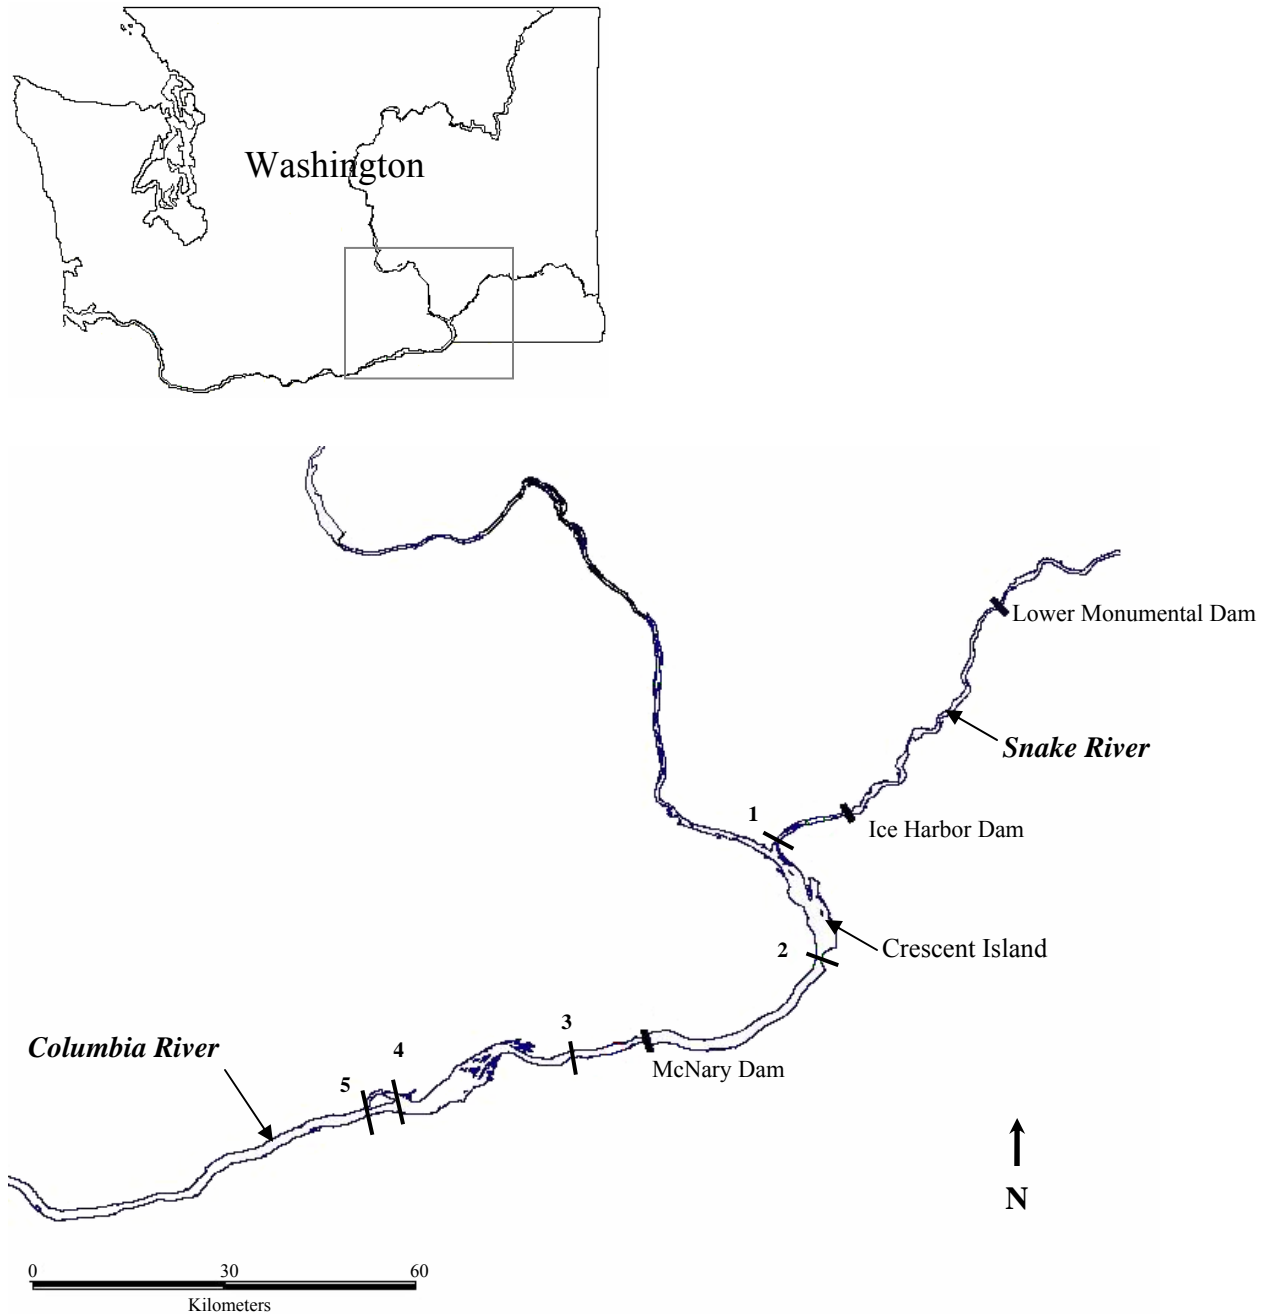 Washington
Lower Monumental Dam
Snake River
1
Ice Harbor Dam
2
Crescent Island
3
McNary Dam
Columbia River
4
5
N
0 30 60
Kilometers